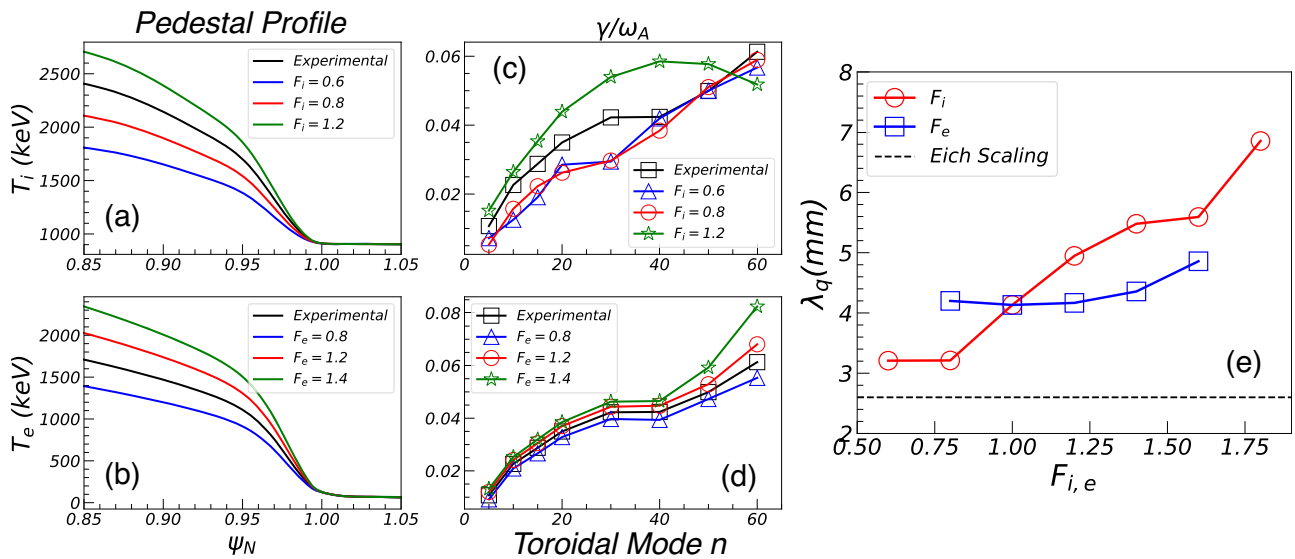 Pedestal Profile
γ/ω_A
T_i (keV)
2500
2000
1500
1000
Experimental
F_i = 0.6
F_i = 0.8
F_i = 1.2
(a)
0.85 0.90 0.95 1.00 1.05
0.06
0.04
0.02
(c)
Experimental
F_i = 0.6
F_i = 0.8
F_i = 1.2
0 20 40 60
T_e (keV)
2000
1500
1000
500
0
Experimental
F_e = 0.8
F_e = 1.2
F_e = 1.4
(b)
0.85 0.90 0.95 1.00 1.05
ψ_N
0.08
0.06
0.04
0.02
Experimental
F_e = 0.8
F_e = 1.2
F_e = 1.4
(d)
0 10 20 30 40 50 60
Toroidal Mode n
λ_q(mm)
8
7
6
5
4
3
2
F_i
F_e
Eich Scaling
(e)
0.50 0.75 1.00 1.25 1.50 1.75
F_{i, e}